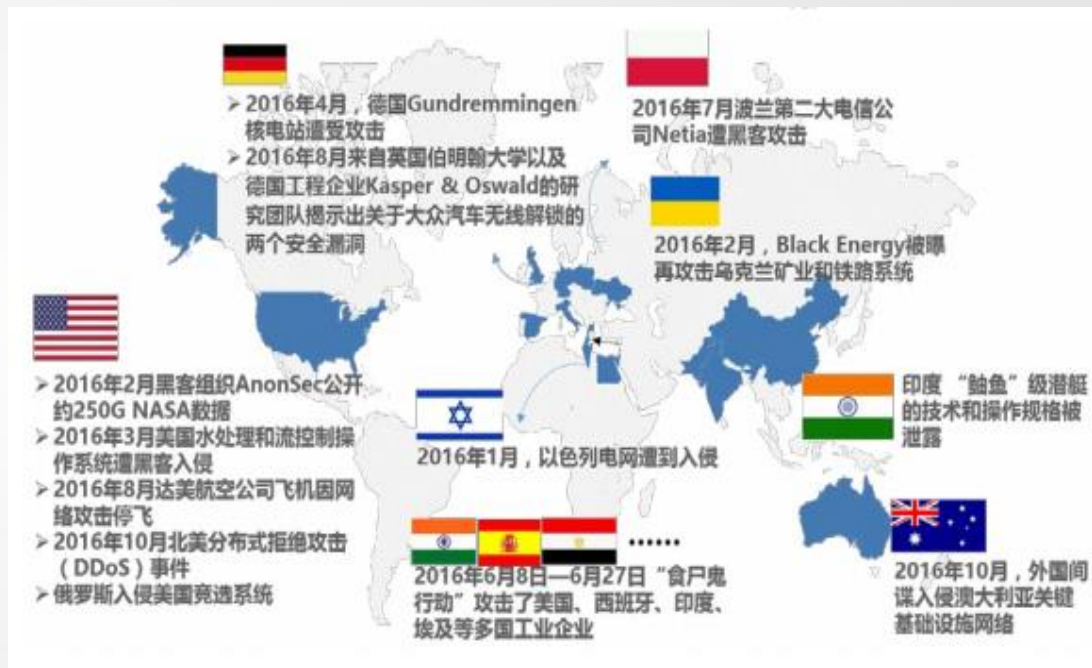 ➢ 2016年4月，德国Gundremmingen
核电站遭受攻击
➢ 2016年8月来自英国伯明翰大学以及
德国工程企业Kasper & Oswald的研
究团队揭示出关于大众汽车无线解锁的
两个安全漏洞
2016年7月波兰第二大电信公
司Netia遭黑客攻击
2016年2月，Black Energy被曝
再攻击乌克兰矿业和铁路系统
➢ 2016年2月黑客组织AnonSec公开
约250G NASA数据
➢ 2016年3月美国水处理和流控制操
作系统遭黑客入侵
➢ 2016年8月达美航空公司飞机因网
络攻击停飞
➢ 2016年10月北美分布式拒绝攻击
（DDoS）事件
➢ 俄罗斯入侵美国竞选系统
2016年1月，以色列电网遭到入侵
印度 “鲉鱼”级潜艇
的技术和操作规格被
泄露
......
2016年6月8日—6月27日“食尸鬼
行动”攻击了美国、西班牙、印度、
埃及等多国工业企业
2016年10月，外国间
谍入侵澳大利亚关键
基础设施网络